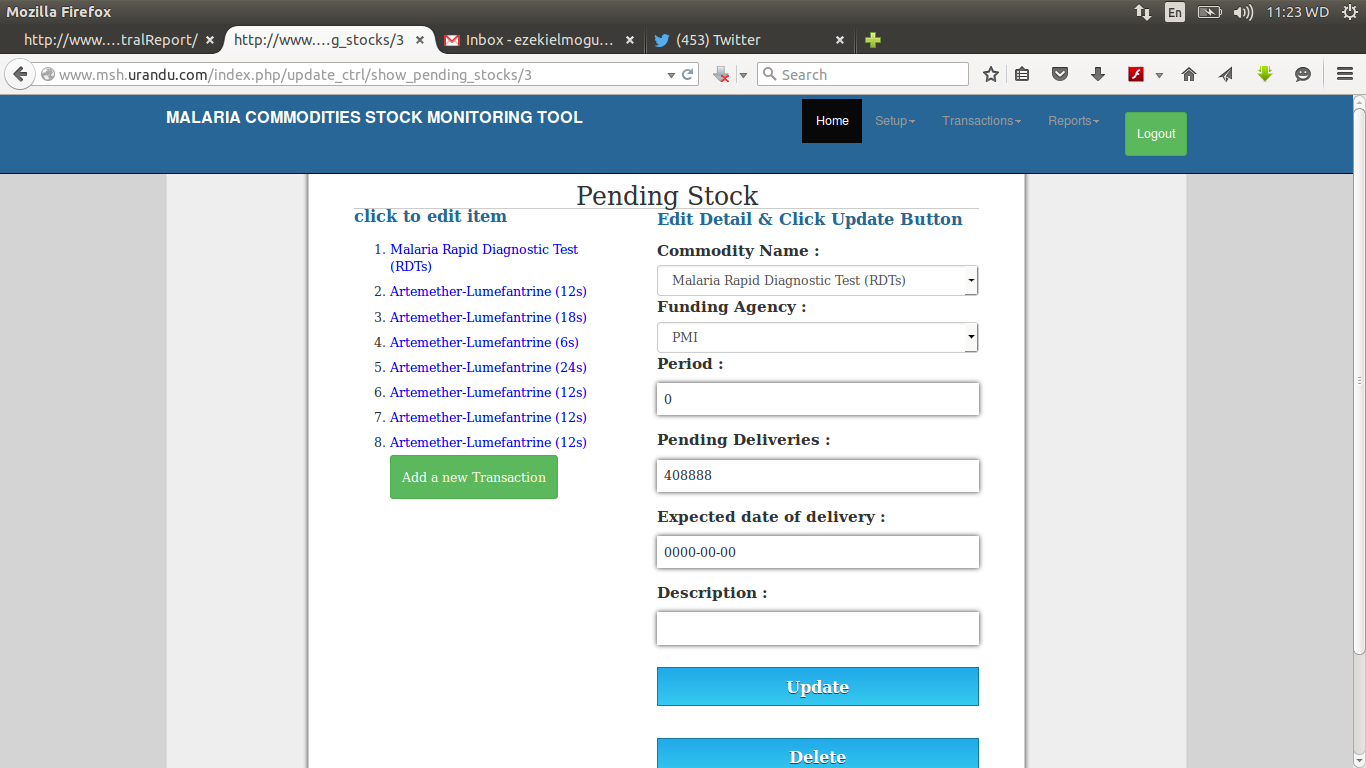 Mozilla Firefox
En
11:23 WD
http://www....tralReport/
http://www....g_stocks/3
Inbox - ezekielmogu...
(453) Twitter
www.msh.urandu.com/index.php/update_ctrl/show_pending_stocks/3
Search
MALARIA COMMODITIES STOCK MONITORING TOOL
Home
Setup
Transactions
Reports
Logout
Pending Stock
click to edit item
1. Malaria Rapid Diagnostic Test
(RDTs)
2. Artemether-Lumefantrine (12s)
3. Artemether-Lumefantrine (18s)
4. Artemether-Lumefantrine (6s)
5. Artemether-Lumefantrine (24s)
6. Artemether-Lumefantrine (12s)
7. Artemether-Lumefantrine (12s)
8. Artemether-Lumefantrine (12s)
Add a new Transaction
Edit Detail & Click Update Button
Commodity Name :
Malaria Rapid Diagnostic Test (RDTs)
Funding Agency :
PMI
Period :
0
Pending Deliveries :
408888
Expected date of delivery :
0000-00-00
Description :
Update
Delete